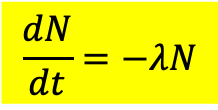 dN/dt = −λN